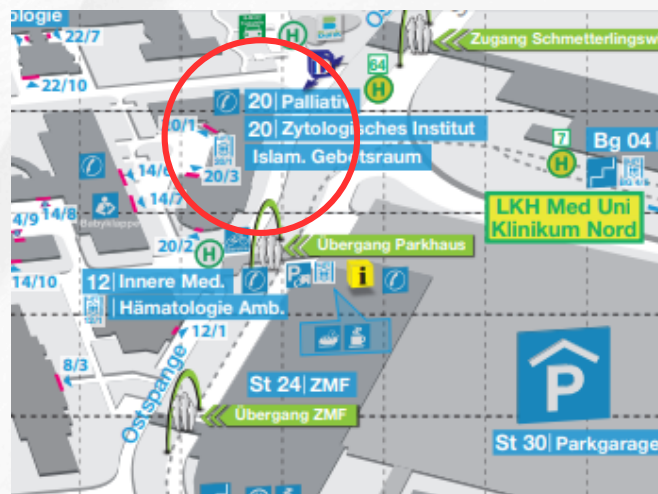 ologie
22/7
22/10
H
Bank
64
H
Zugang Schmetterlingsw
20 | Palliativ
20 | Zytologisches Institut
Islam. Gebetsraum
20/1
20/3
14/6
14/7
Babyklappe
14/9
14/8
14/10
20/2
H
7
H
Bg 04
LKH Med Uni
Klinikum Nord
Übergang Parkhaus
12 | Innere Med.
Hämatologie Amb.
P
i
12/1
8/3
Ostspange
St 24 | ZMF
Übergang ZMF
P
St 30 | Parkgarage